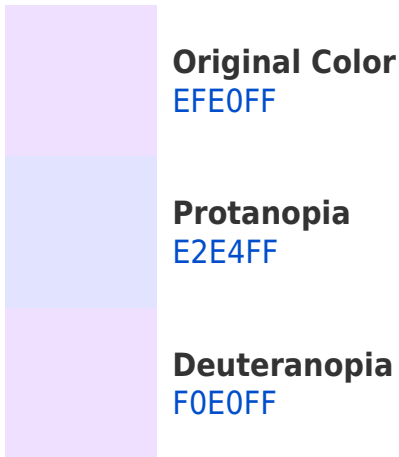 Original Color
EFE0FF
Protanopia
E2E4FF
Deuteranopia
F0E0FF